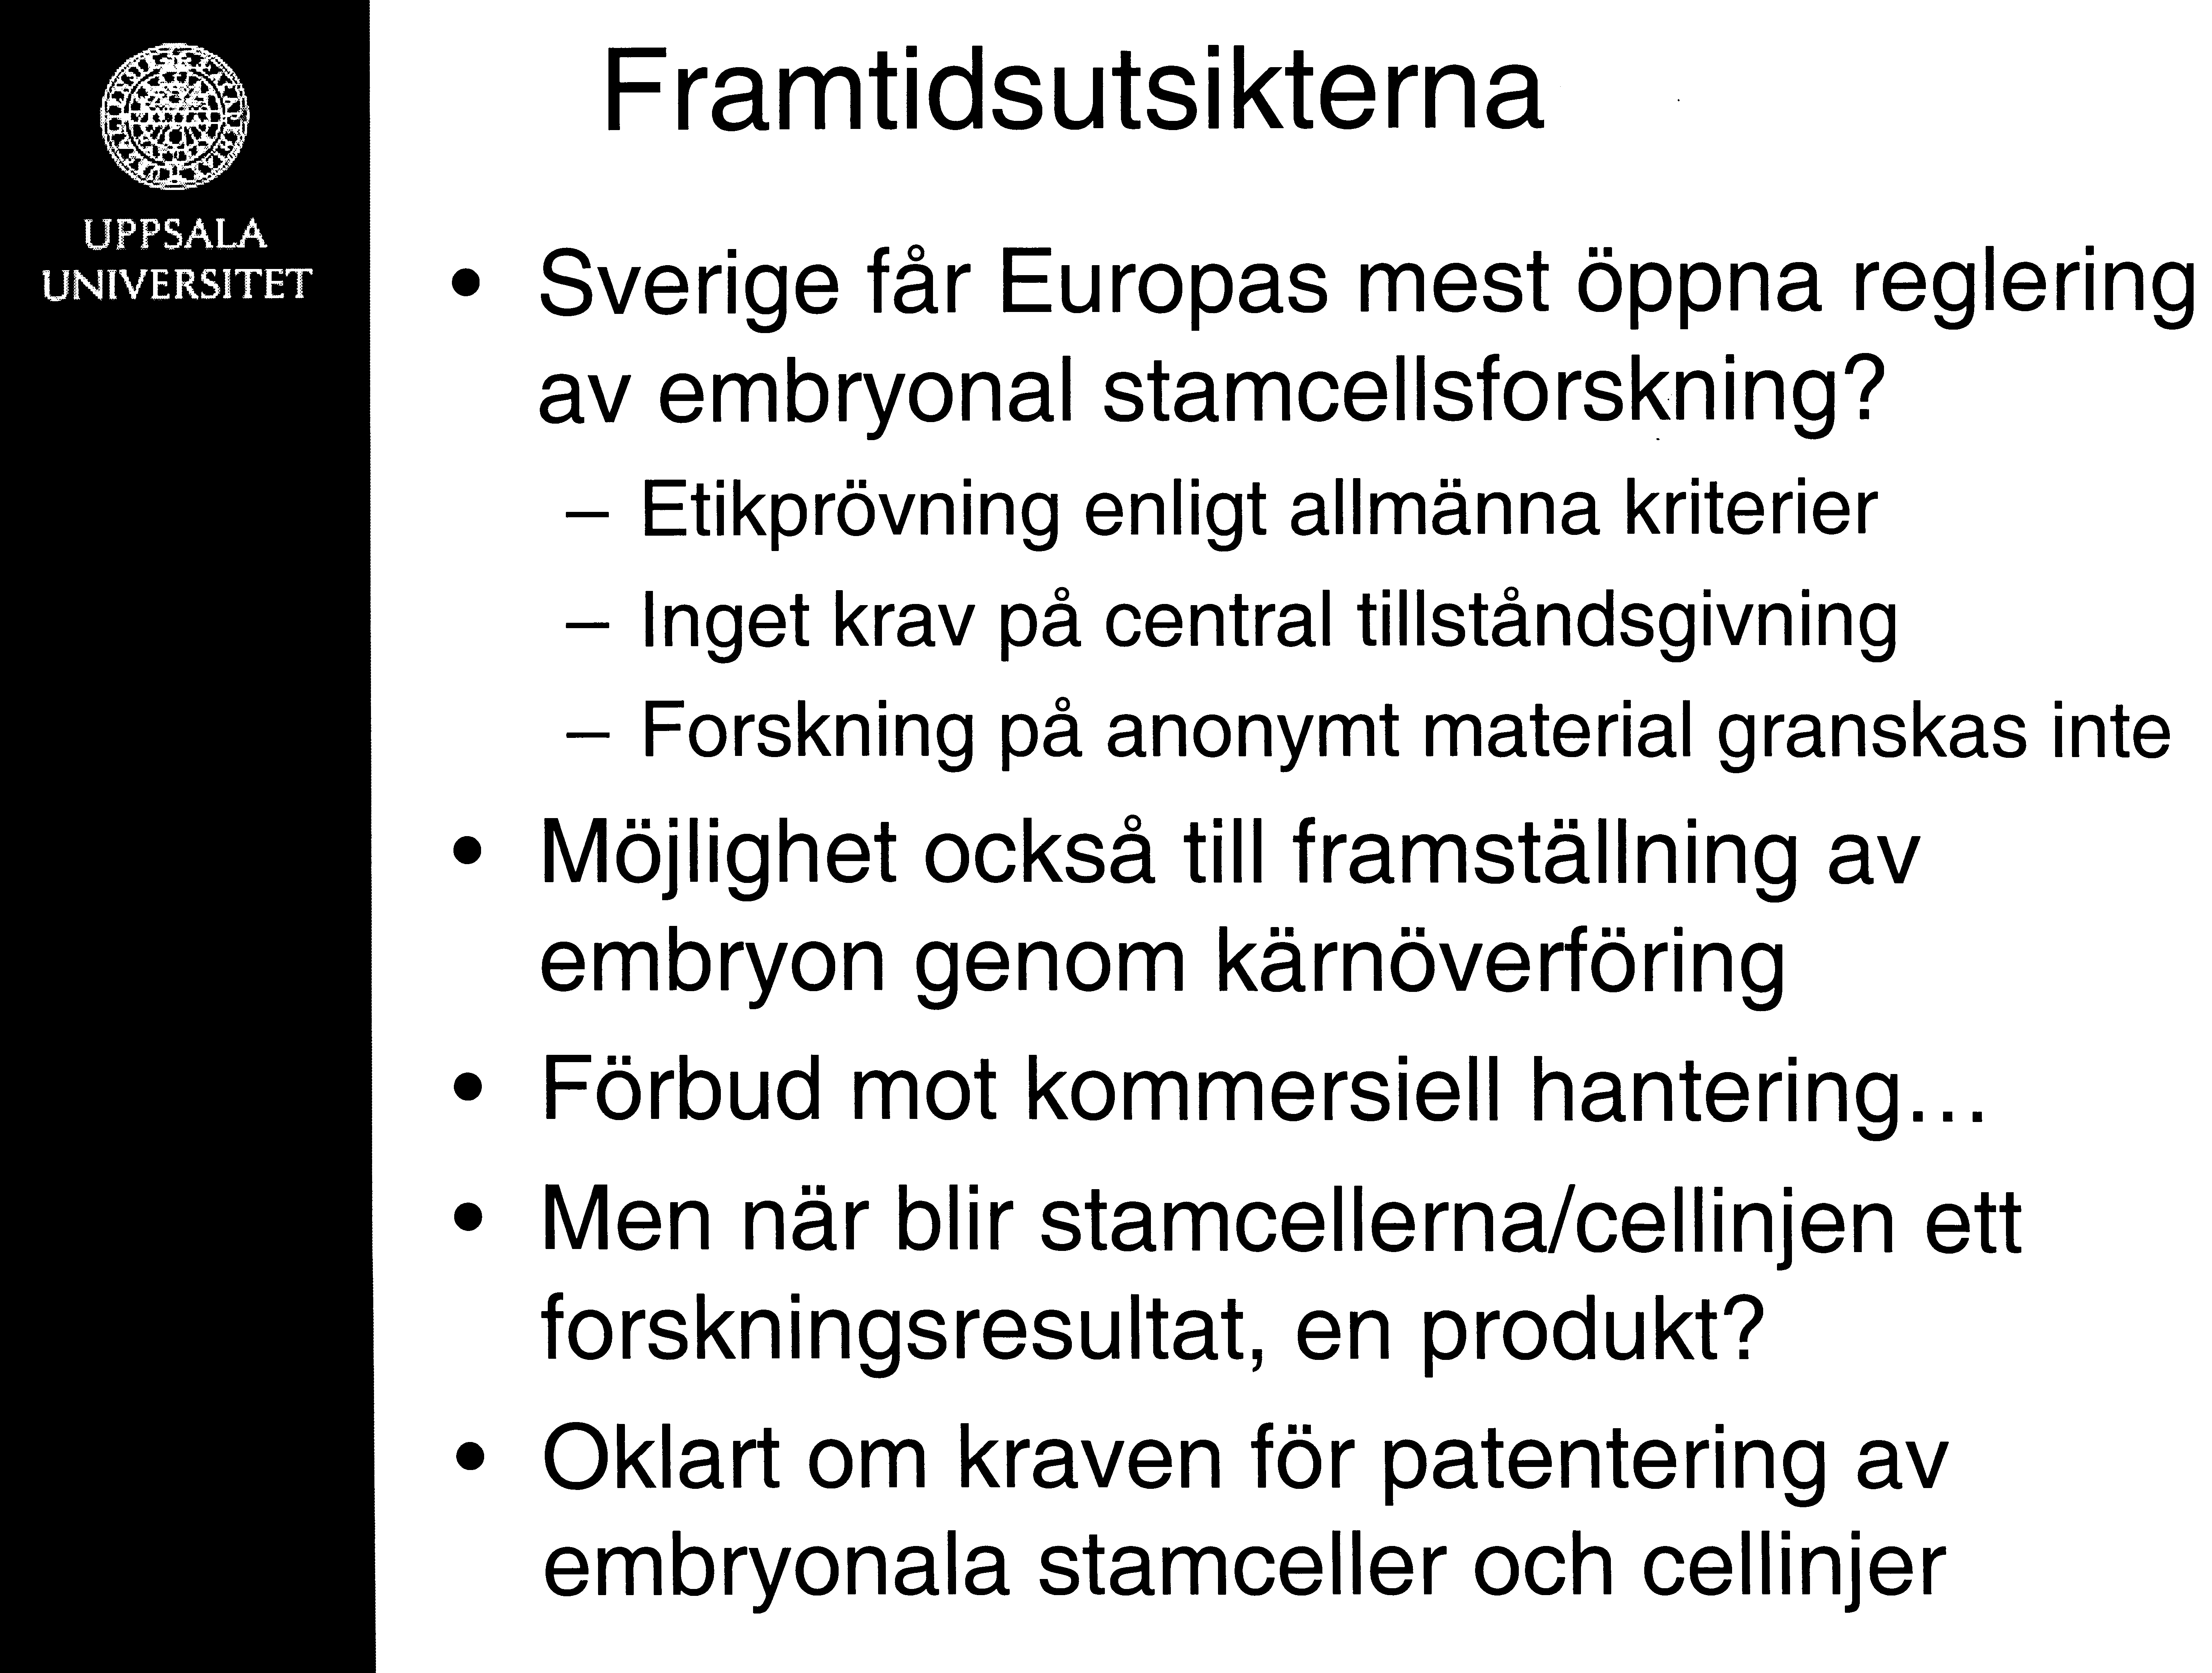 UPPSALA
UNIVERSITET
Framtidsutsikterna
• Sverige får Europas mest öppna reglering
av embryonal stamcellsforskning?
– Etikprövning enligt allmänna kriterier
– Inget krav på central tillståndsgivning
– Forskning på anonymt material granskas inte
• Möjlighet också till framställning av
embryon genom kärnöverföring
• Förbud mot kommersiell hantering...
• Men när blir stamcellerna/cellinjen ett
forskningsresultat, en produkt?
• Oklart om kraven för patentering av
embryonala stamceller och cellinjer